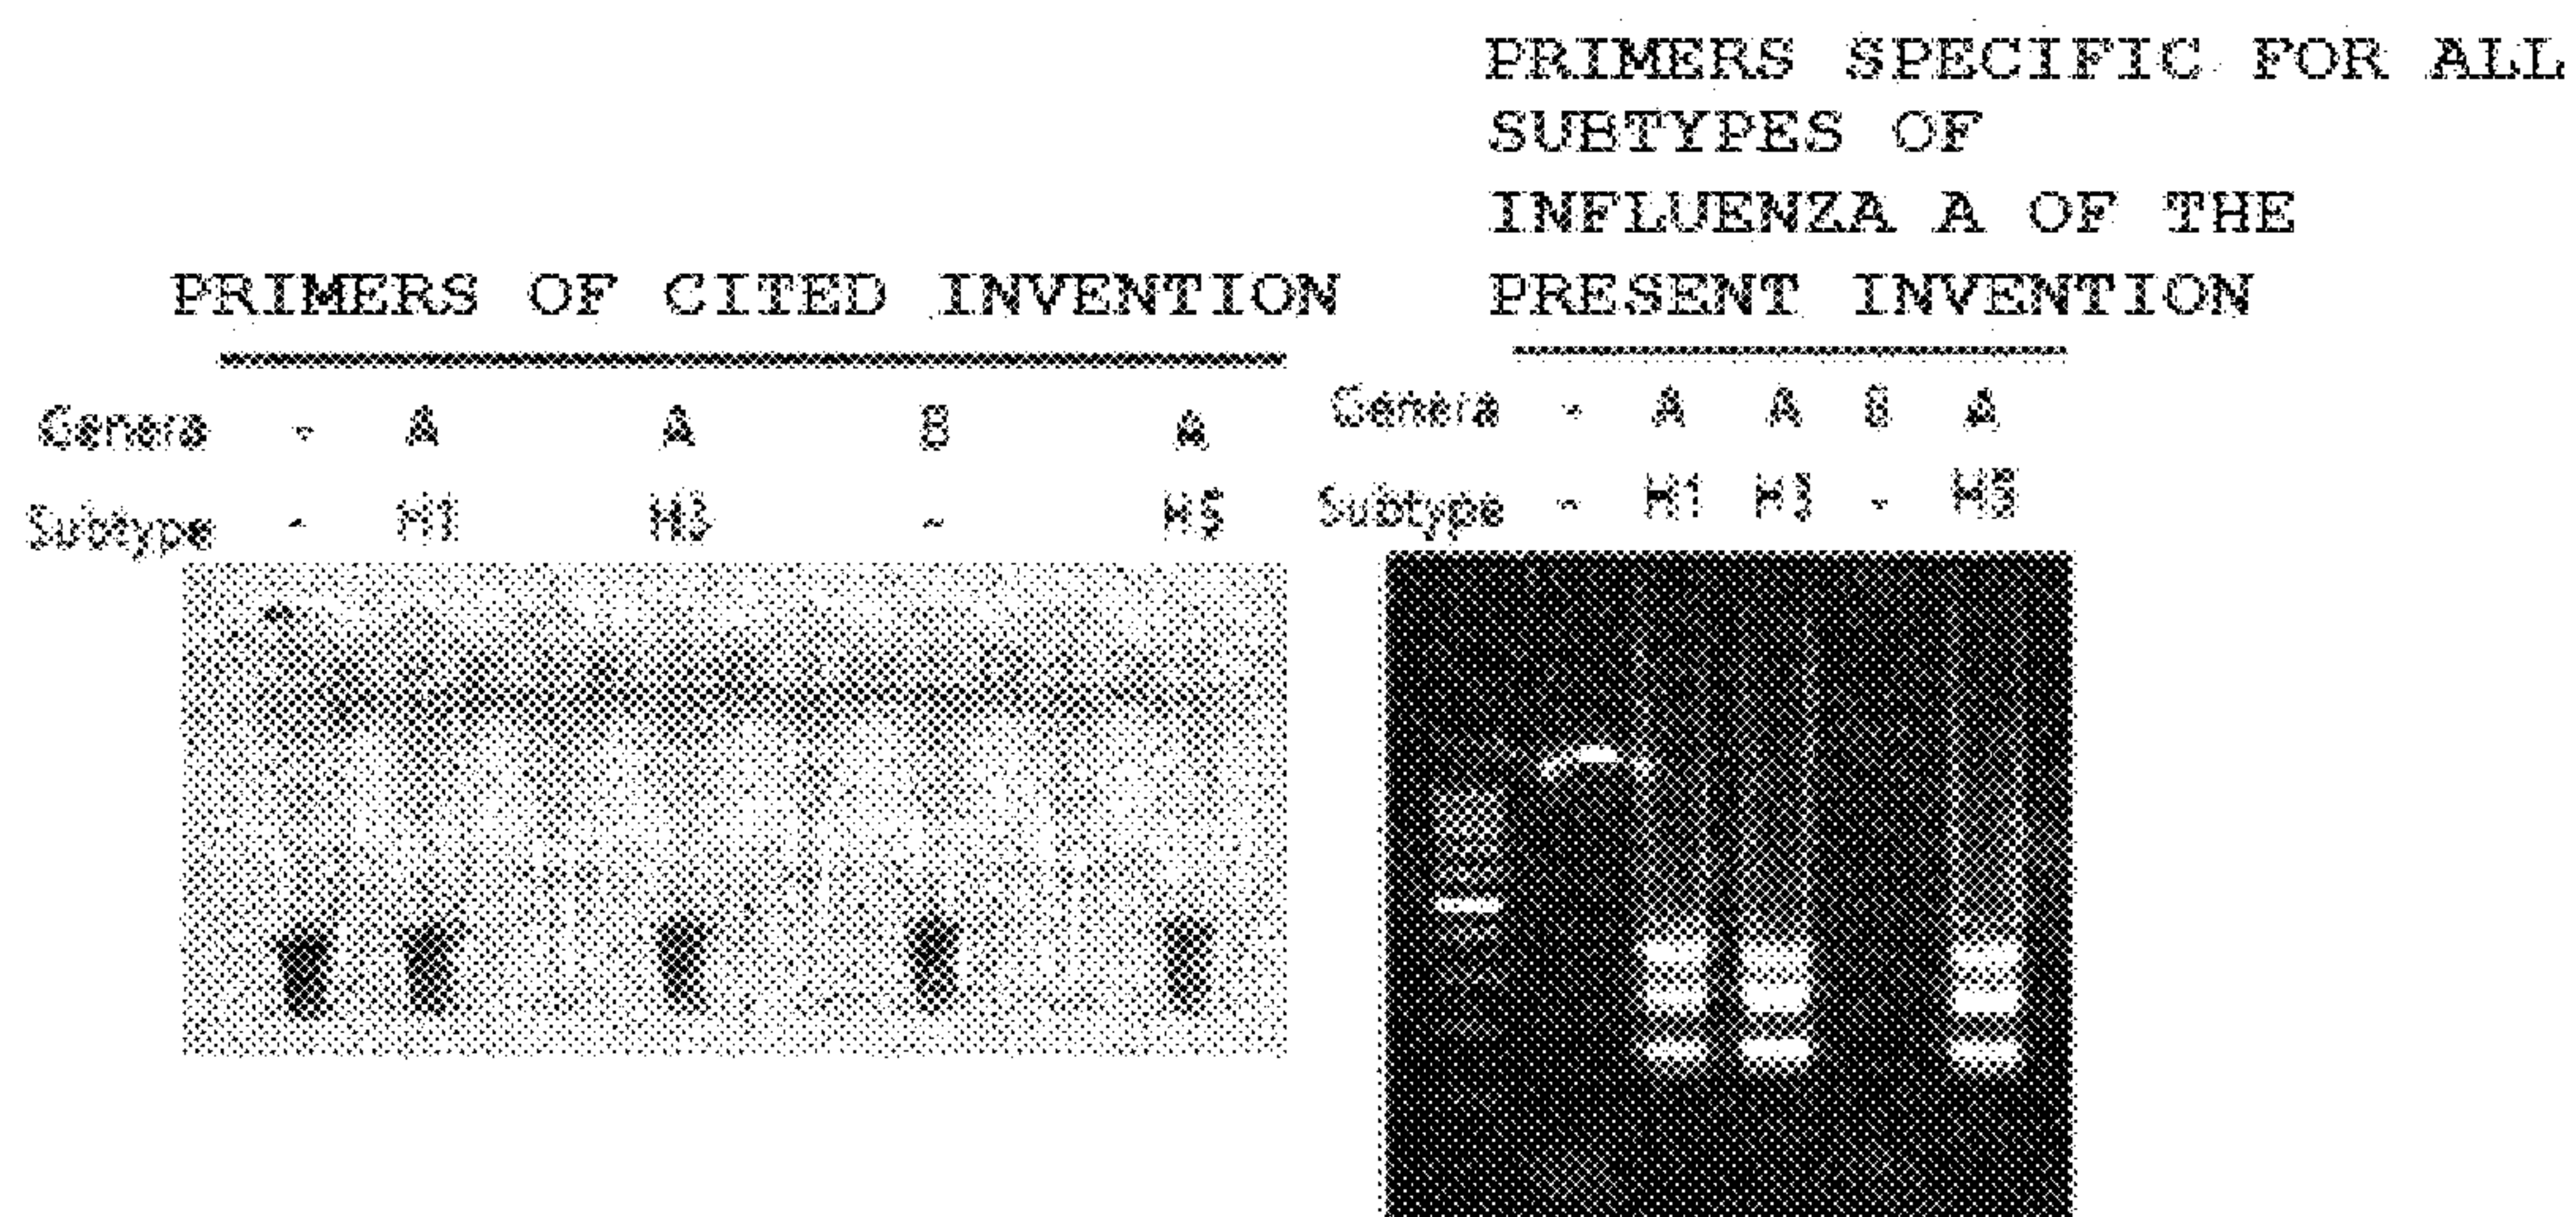 PRIMERS OF CITED INVENTION
Genera - A A B A
Subtype - H1 H3 - H5
PRIMERS SPECIFIC FOR ALL
SUBTYPES OF
INFLUENZA A OF THE
PRESENT INVENTION
Genera - A A B A
Subtype - H1 H3 - H5